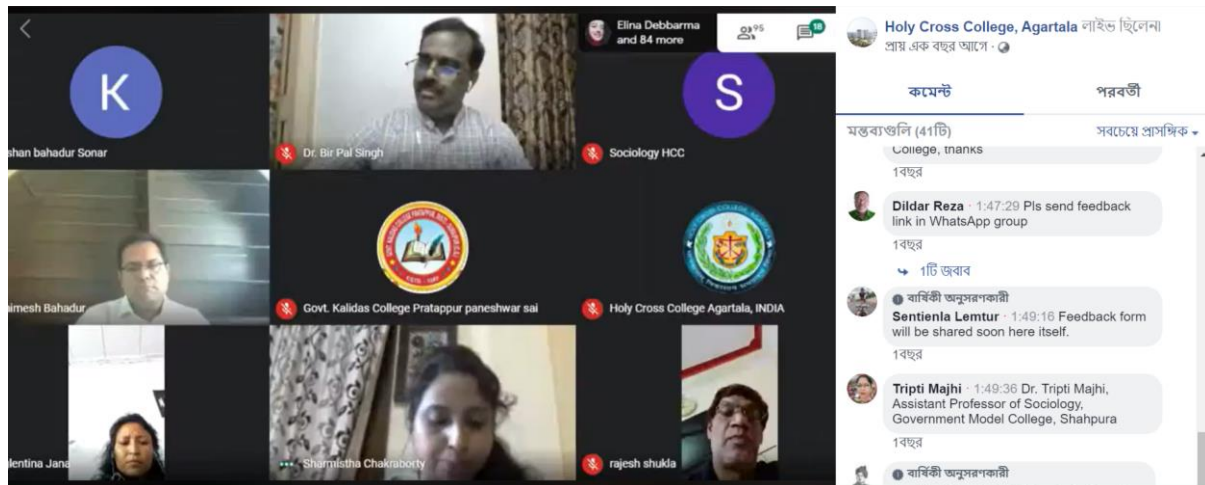 Elina Debbarma
and 84 more
95
18
K
shan bahadur Sonar
Dr. Bir Pal Singh
S
Sociology HCC
imesh Bahadur
Govt. Kalidas College Pratappur paneshwar sai
Holy Cross College Agartala, INDIA
lentina Jana
Sharmistha Chakraborty
rajesh shukla
Holy Cross College, Agartala লাইভ ছিলেন।
প্রায় এক বছর আগে
কমেন্ট
পরবর্তী
মন্তব্যগুলি (41টি)
সবচেয়ে প্রাসঙ্গিক
College, thanks
1বছর
Dildar Reza · 1:47:29 Pls send feedback
link in WhatsApp group
1বছর
1টি জবাব
বার্ষিকী অনুসরণকারী
Sentienla Lemtur · 1:49:16 Feedback form
will be shared soon here itself.
1বছর
Tripti Majhi · 1:49:36 Dr. Tripti Majhi,
Assistant Professor of Sociology,
Government Model College, Shahpura
1বছর
বার্ষিকী অনুসরণকারী